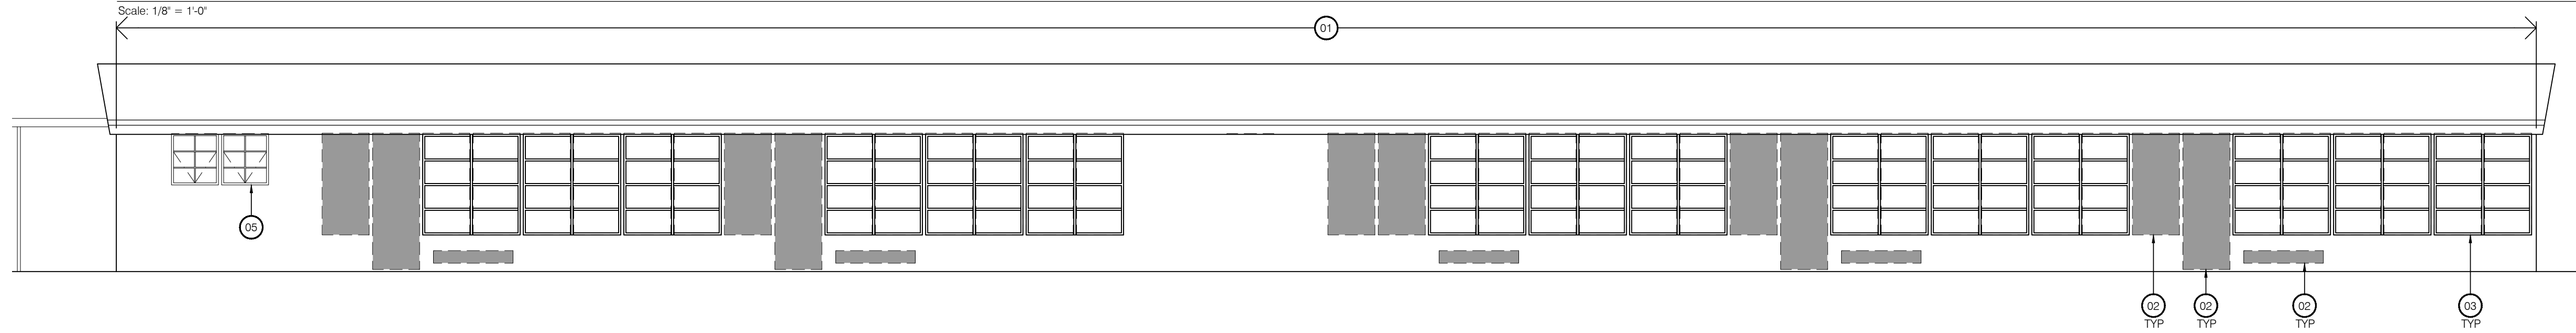 Scale: 1/8" = 1'-0"
01
05
02 02 02 03
TYP TYP TYP TYP